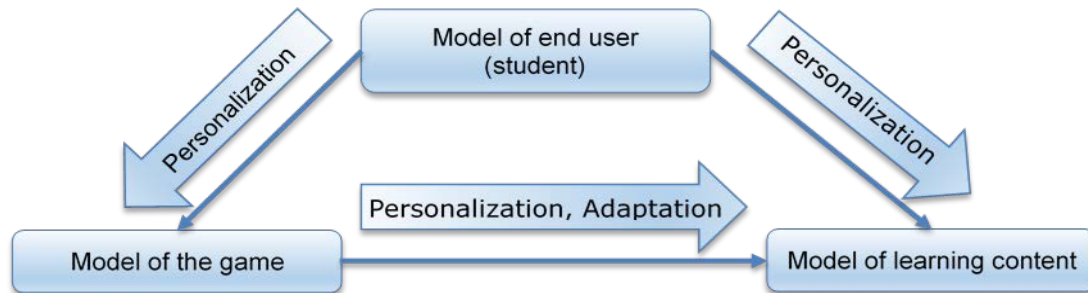 Model of end user
(student)
Personalization
Personalization
Personalization, Adaptation
Model of the game
Model of learning content